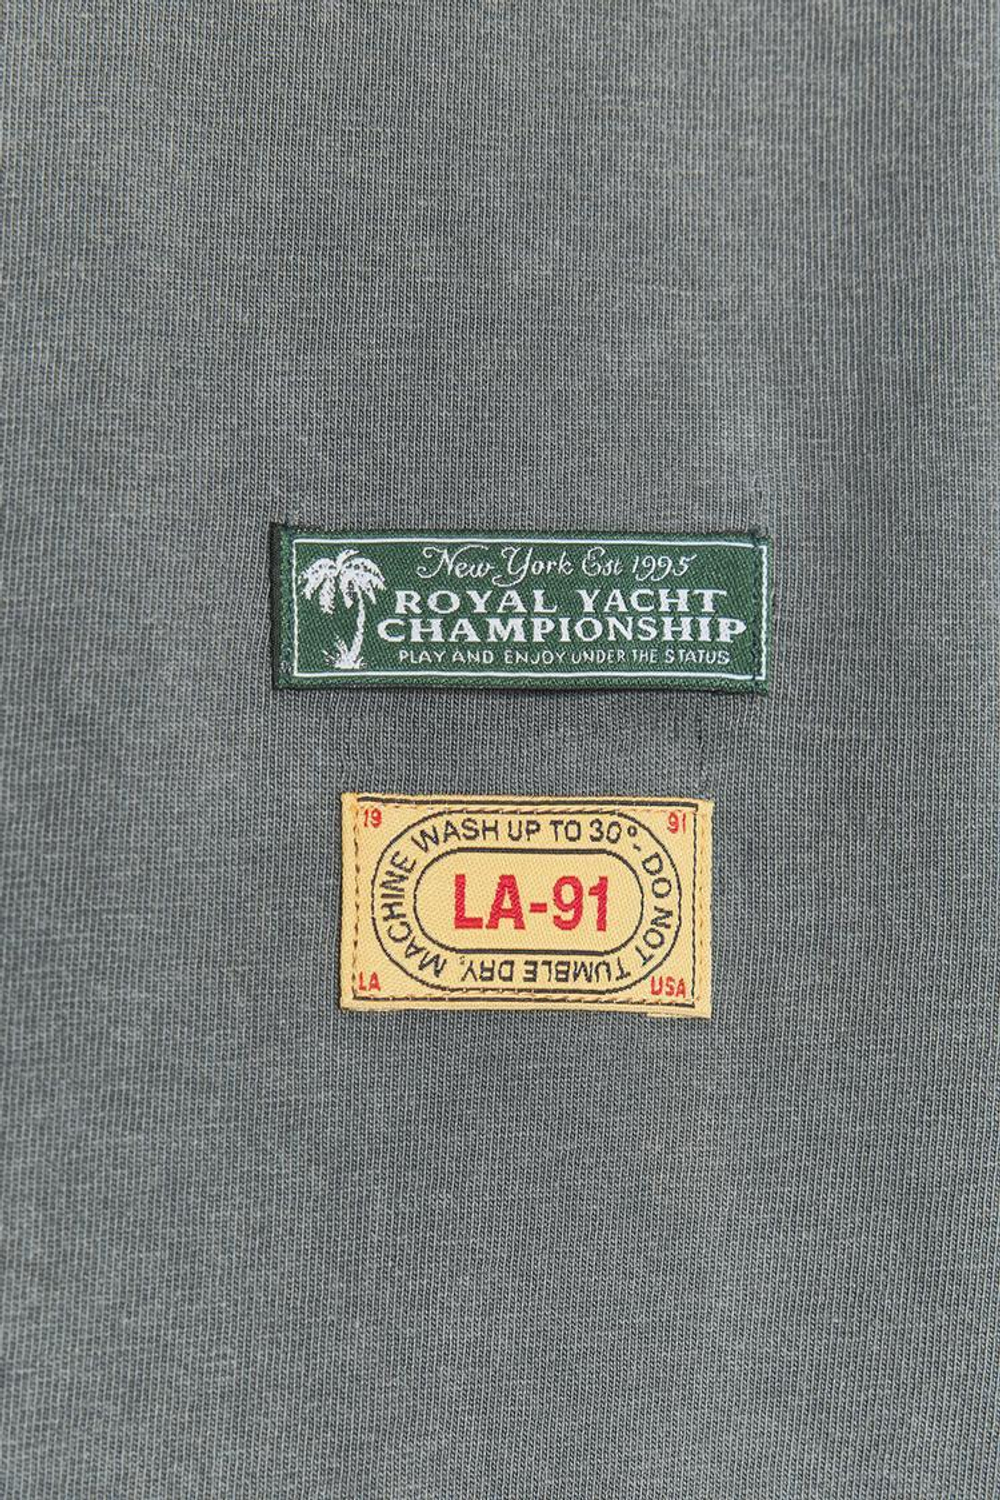 New York Est 1995
ROYAL YACHT
CHAMPIONSHIP
PLAY AND ENJOY UNDER THE STATUS
19
91
MACHINE WASH UP TO 30° - DO NOT TUMBLE DRY,
LA-91
LA
USA